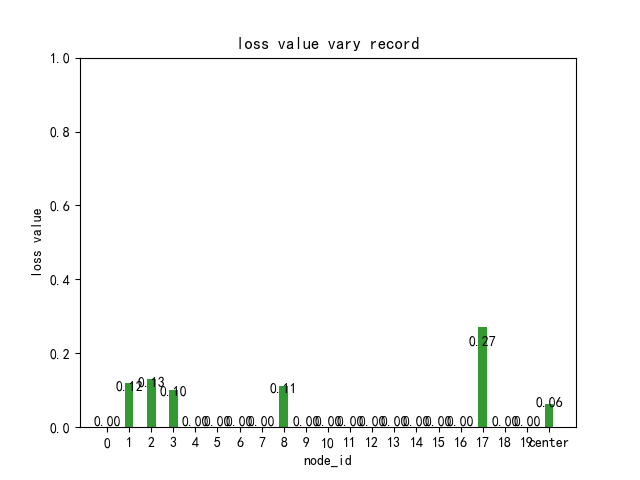 loss value vary record
1.0
0.8
0.6
0.4
0.2
0.0
loss value
0.00 0.12 0.13 0.10 0.00 0.00 0.00 0.00 0.11 0.00 0.00 0.00 0.00 0.00 0.00 0.00 0.00 0.27 0.00 0.00 0.06
0 1 2 3 4 5 6 7 8 9 10 11 12 13 14 15 16 17 18 19 center
node_id